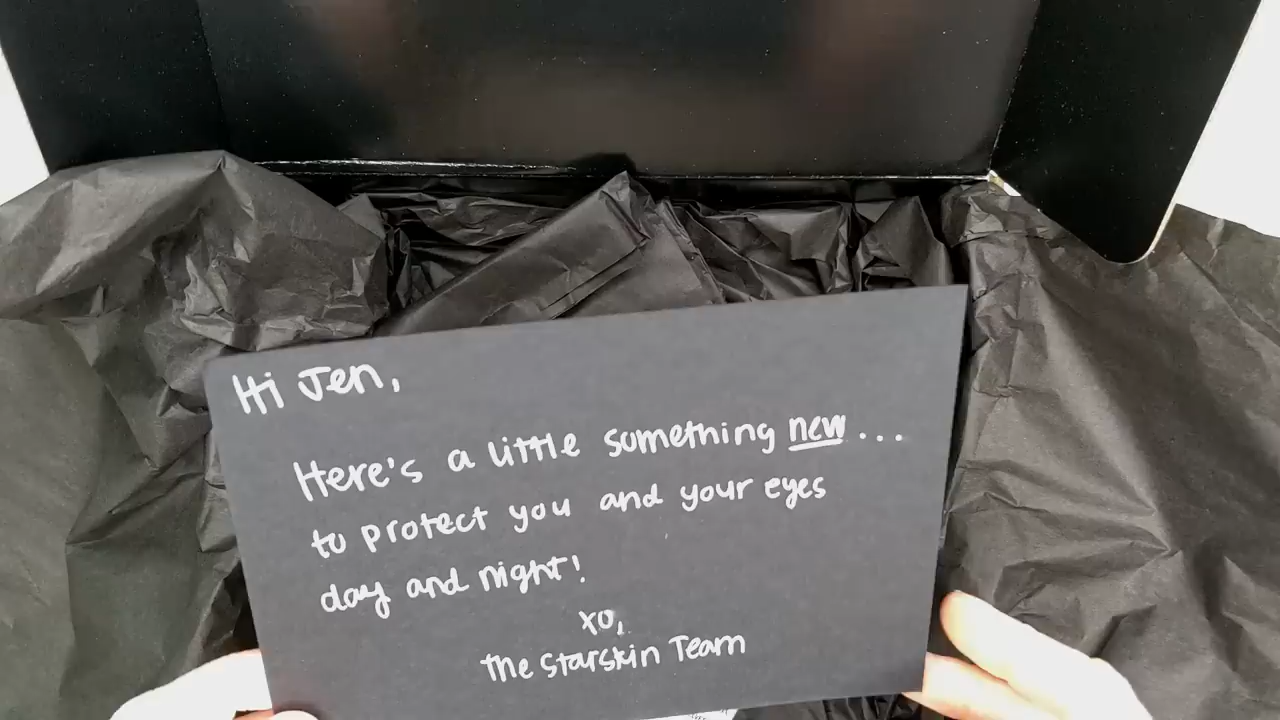 Hi Jen,
Here's a little something new...
to protect you and your eyes
day and night!
xo,
the Starskin Team